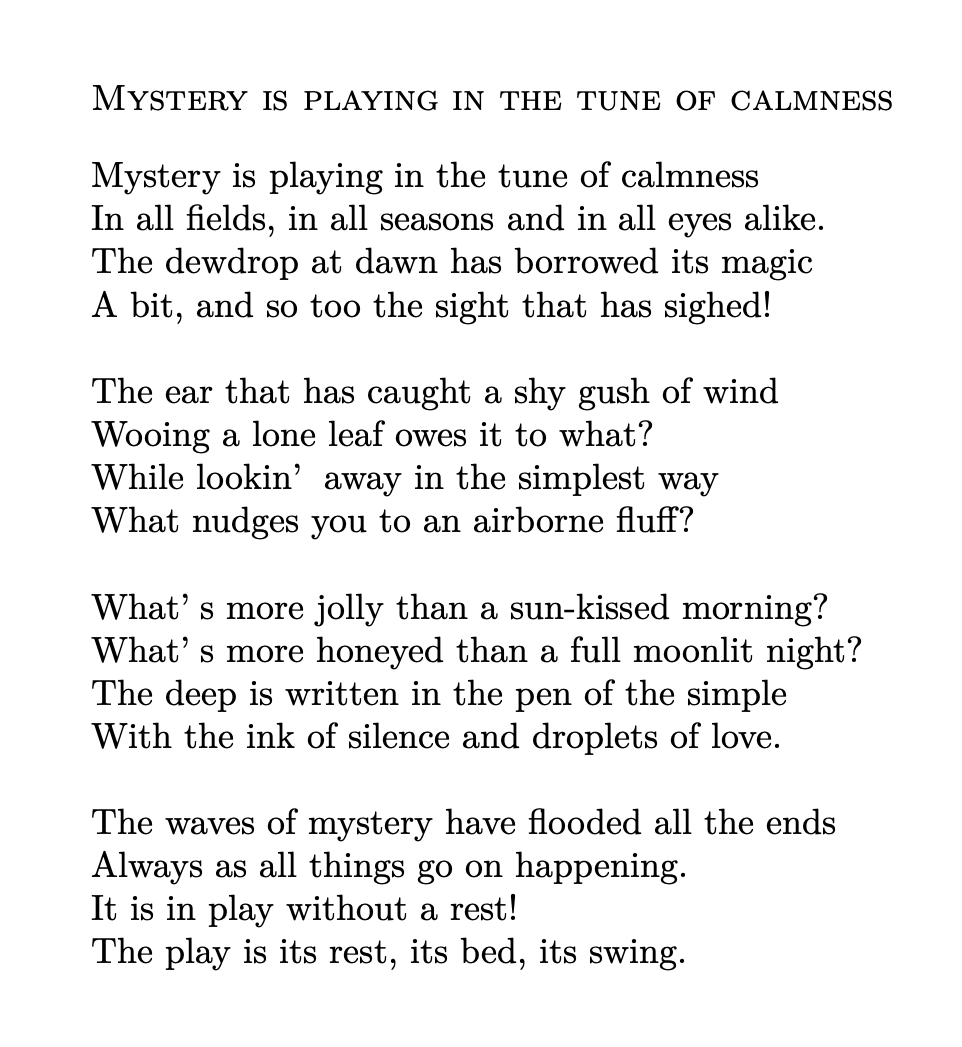 Mystery is playing in the tune of calmness
Mystery is playing in the tune of calmness
In all fields, in all seasons and in all eyes alike.
The dewdrop at dawn has borrowed its magic
A bit, and so too the sight that has sighed!
The ear that has caught a shy gush of wind
Wooing a lone leaf owes it to what?
While lookin’ away in the simplest way
What nudges you to an airborne fluff?
What’ s more jolly than a sun-kissed morning?
What’ s more honeyed than a full moonlit night?
The deep is written in the pen of the simple
With the ink of silence and droplets of love.
The waves of mystery have flooded all the ends
Always as all things go on happening.
It is in play without a rest!
The play is its rest, its bed, its swing.